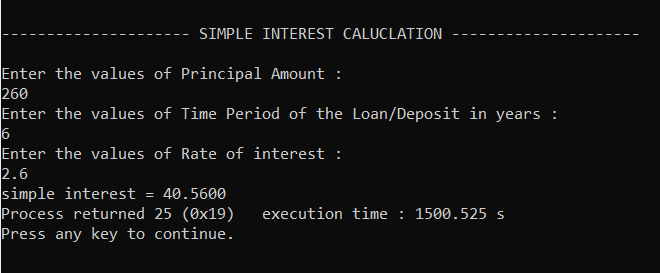 --------------------- SIMPLE INTEREST CALUCLATION ---------------------
Enter the values of Principal Amount :
260
Enter the values of Time Period of the Loan/Deposit in years :
6
Enter the values of Rate of interest :
2.6
simple interest = 40.5600
Process returned 25 (0x19)   execution time : 1500.525 s
Press any key to continue.